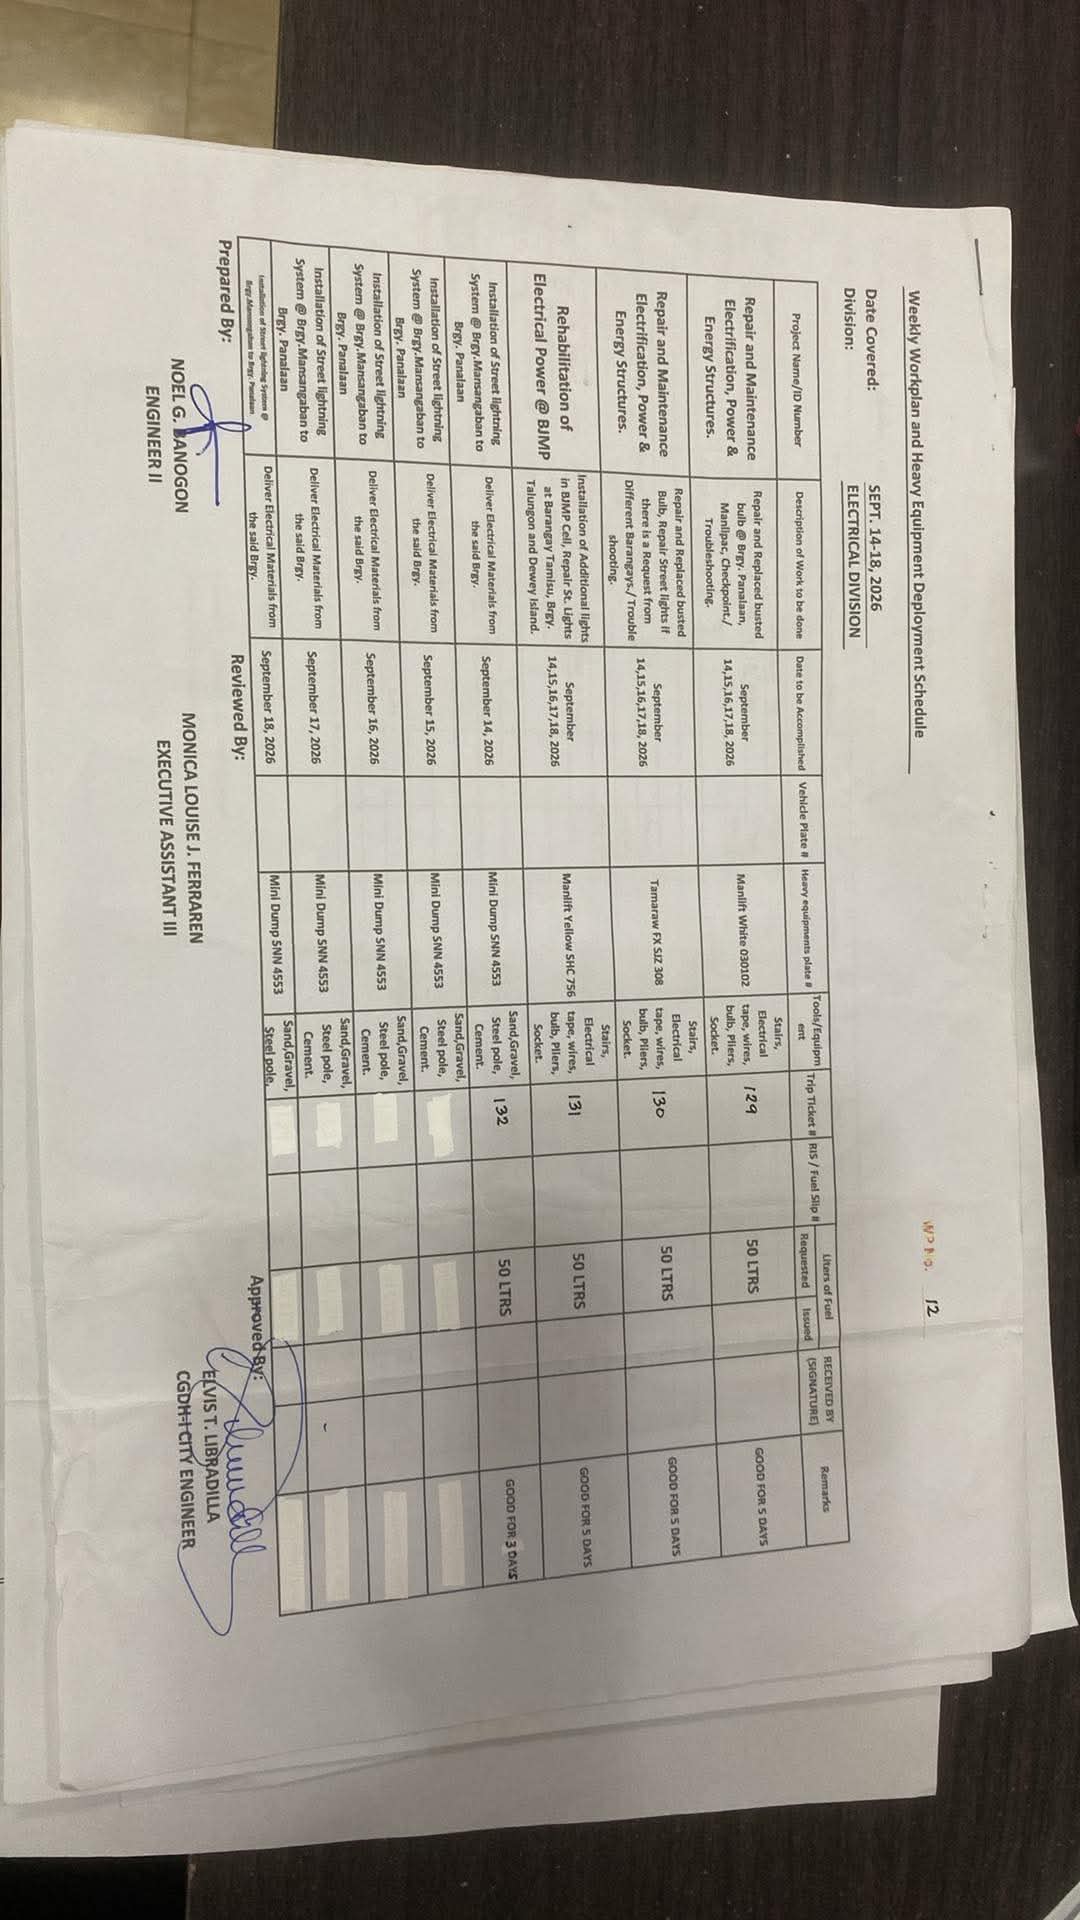 WP No. 12
Weekly Workplan and Heavy Equipment Deployment Schedule
Date Covered: SEPT. 14-18, 2026
Division: ELECTRICAL DIVISION
Project Name/ID Number
Description of Work to be done
Date to be Accomplished
Vehicle Plate #
Heavy equipments plate #
Tools/Equipm
ent
Trip Ticket #
RIS / Fuel Slip #
Liters of Fuel
Requested
Issued
RECEIVED BY
(SIGNATURE)
Remarks
Repair and Maintenance
Electrification, Power &
Energy Structures.
Repair and Replaced busted
bulb @ Brgy. Panalaan,
Manlipac, Checkpoint./
Troubleshooting.
September
14,15,16,17,18, 2026
Manlift White 030102
Stairs,
Electrical
tape, wires,
bulb, Pliers,
Socket.
129
50 LTRS
GOOD FOR 5 DAYS
Repair and Maintenance
Electrification, Power &
Energy Structures.
Repair and Replaced busted
Bulb, Repair Street lights if
there is a Request from
Different Barangays./ Trouble
shooting.
September
14,15,16,17,18, 2026
Tamaraw FX SJZ 308
Stairs,
Electrical
tape, wires,
bulb, Pliers,
Socket.
130
50 LTRS
GOOD FOR 5 DAYS
Rehabilitation of
Electrical Power @ BJMP
Installation of Additional lights
in BJMP Cell, Repair St. Lights
at Barangay Tamisu, Brgy.
Talungon and Dewey Island.
September
14,15,16,17,18, 2026
Manlift Yellow SHC 756
Stairs,
Electrical
tape, wires,
bulb, Pliers,
Socket.
131
50 LTRS
GOOD FOR 5 DAYS
Installation of Street lightning
System @ Brgy.Mansangaban to
Brgy. Panalaan
Deliver Electrical Materials from
the said Brgy.
September 14, 2026
Mini Dump SNN 4553
Sand,Gravel,
Steel pole,
Cement.
132
50 LTRS
GOOD FOR 3 DAYS
Installation of Street lightning
System @ Brgy.Mansangaban to
Brgy. Panalaan
Deliver Electrical Materials from
the said Brgy.
September 15, 2026
Mini Dump SNN 4553
Sand,Gravel,
Steel pole,
Cement.
Installation of Street lightning
System @ Brgy.Mansangaban to
Brgy. Panalaan
Deliver Electrical Materials from
the said Brgy.
September 16, 2026
Mini Dump SNN 4553
Sand,Gravel,
Steel pole,
Cement.
Installation of Street lightning
System @ Brgy.Mansangaban to
Brgy. Panalaan
Deliver Electrical Materials from
the said Brgy.
September 17, 2026
Mini Dump SNN 4553
Sand,Gravel,
Steel pole,
Cement.
Installation of Street lightning System @
Brgy.Mansangaban to Brgy. Panalaan
Deliver Electrical Materials from
the said Brgy.
September 18, 2026
Mini Dump SNN 4553
Sand,Gravel,
Steel pole,
Prepared By:
NOEL G. BANOGON
ENGINEER II
Reviewed By:
MONICA LOUISE J. FERRAREN
EXECUTIVE ASSISTANT III
Approved By:
ELVIS T. LIBRADILLA
CGDH-I CITY ENGINEER